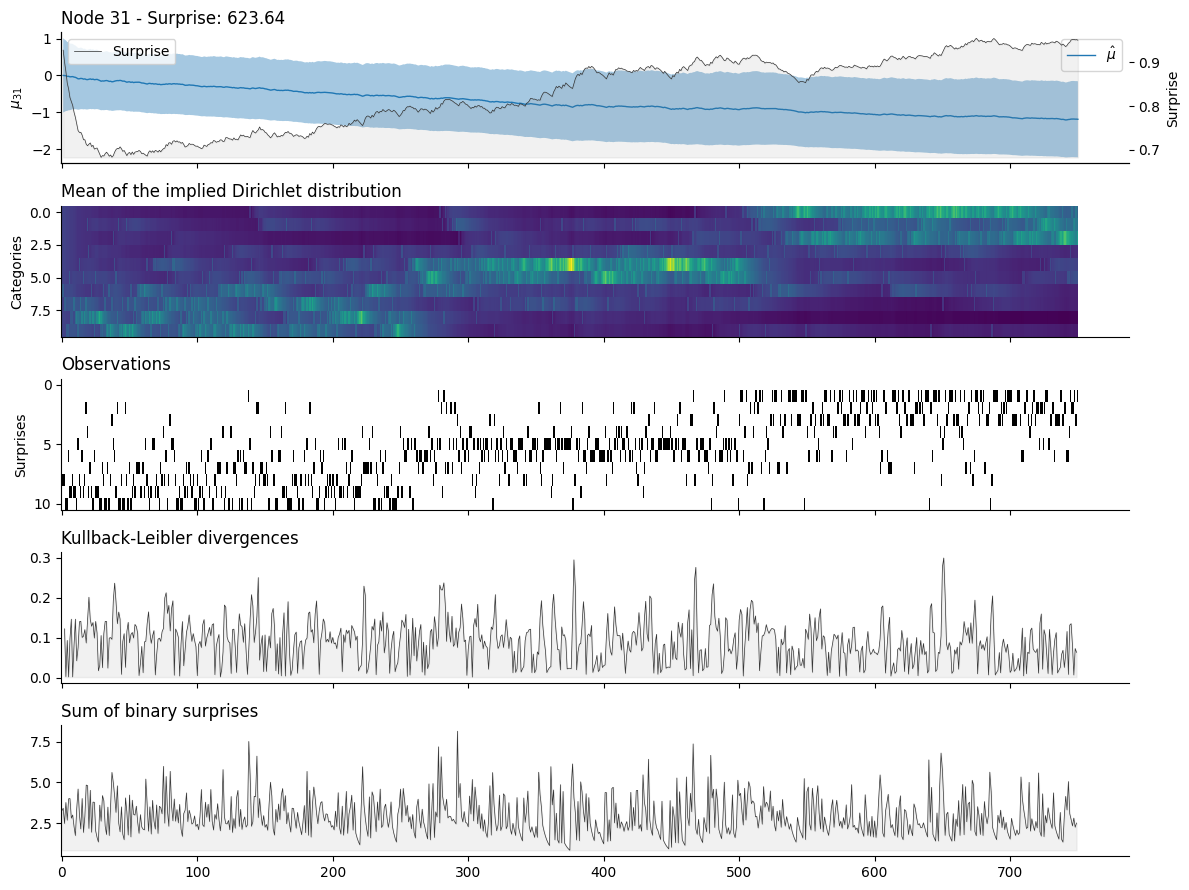 Node 31 - Surprise: 623.64
Surprise
μ̂
1
0
−1
−2
μ31
0.9
0.8
0.7
Surprise
Mean of the implied Dirichlet distribution
0.0
2.5
5.0
7.5
Categories
Observations
0
5
10
Surprises
Kullback-Leibler divergences
0.3
0.2
0.1
0.0
Sum of binary surprises
7.5
5.0
2.5
0 100 200 300 400 500 600 700